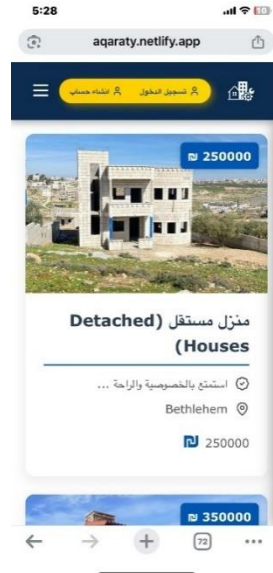 5:28
aqaraty.netlify.app
تسجيل الدخول انشاء حساب
₪ 250000
منزل مستقل (Detached
Houses)
استمتع بالخصوصية والراحة ...
Bethlehem
₪ 250000
₪ 350000
72